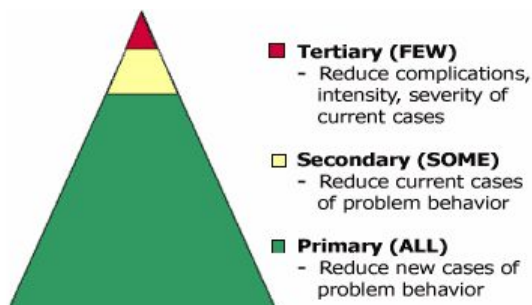 Tertiary (FEW)
- Reduce complications,
intensity, severity of
current cases
Secondary (SOME)
- Reduce current cases
of problem behavior
Primary (ALL)
- Reduce new cases of
problem behavior